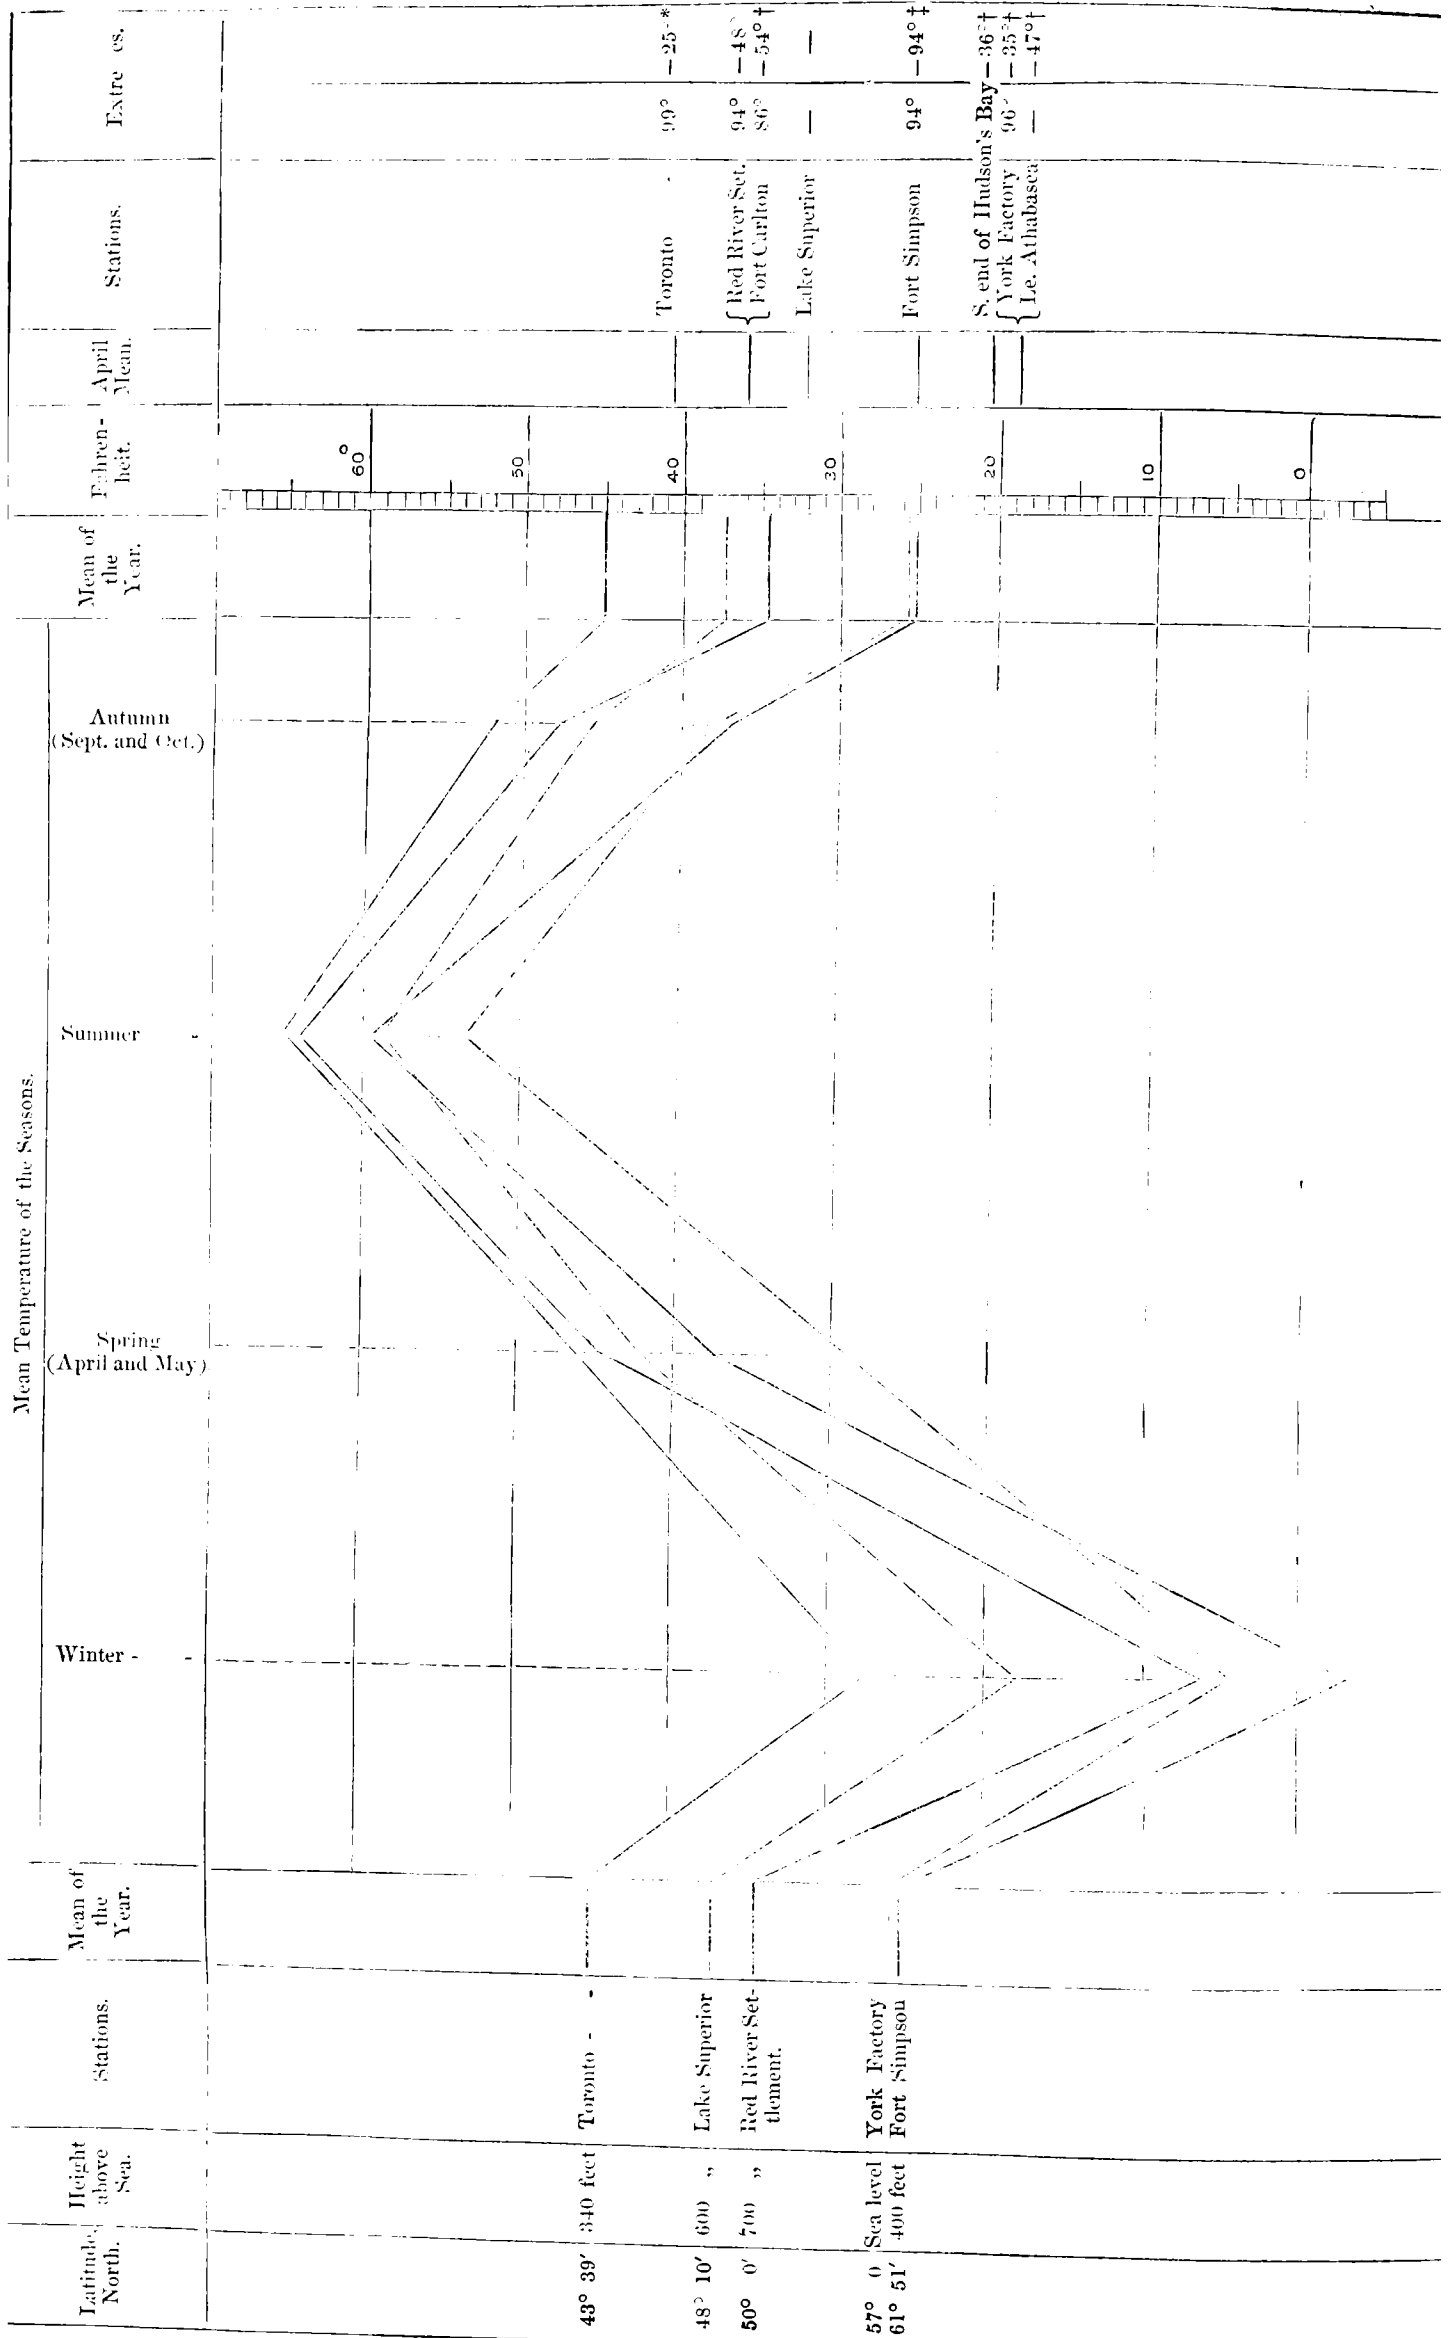 Latitude, North.
Height above Sea.
Stations.
Mean of the Year.
Mean Temperature of the Seasons.
Winter - -
Spring (April and May)
Summer -
Autumn (Sept. and Oct.)
Mean of the Year.
Fahren-heit.
April Mean.
Stations.
43° 39′ 340 feet Toronto - -
48° 10′ 600 „ Lake Superior
50° 0′ 700 „ Red River Set-
tlement.
57° 0 Sea level York Factory
61° 51′ 400 feet Fort Simpson
60°
50
40
30
20
10
0
Toronto - 99° —25 *
Red River Set. 94° —48°
Fort Carlton 86° —54°†
Lake Superior — —
Fort Simpson 94° —94°‡
S. end of Hudson's Bay —36°†
York Factory 96° —35°†
Le. Athabasca — —47°†